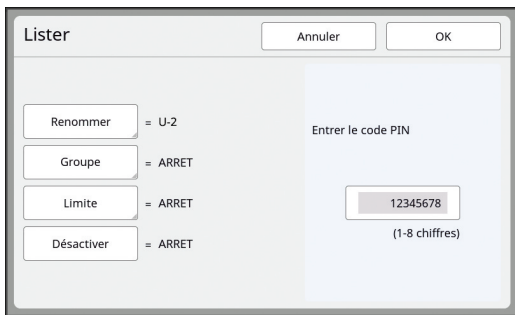 Lister
Annuler
OK
Renommer = U-2
Groupe = ARRET
Limite = ARRET
Désactiver = ARRET
Entrer le code PIN
12345678
(1-8 chiffres)